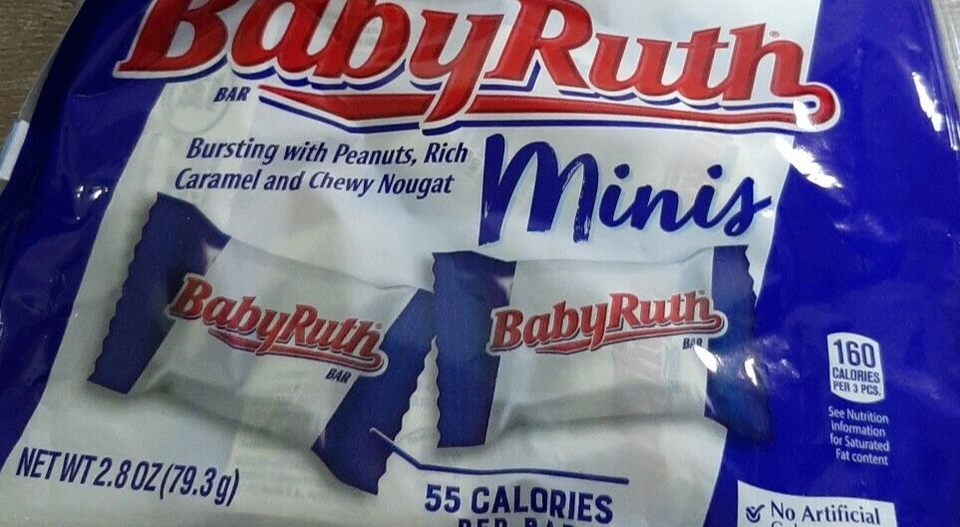 BabyRuth®
BAR
Bursting with Peanuts, Rich
Caramel and Chewy Nougat
Minis
BabyRuth
BAR
BabyRuth
BAR
160
CALORIES
PER 3 PCS.
See Nutrition
information
for Saturated
Fat content
NET WT 2.8 OZ (79.3 g)
55 CALORIES
PER BAR
No Artificial